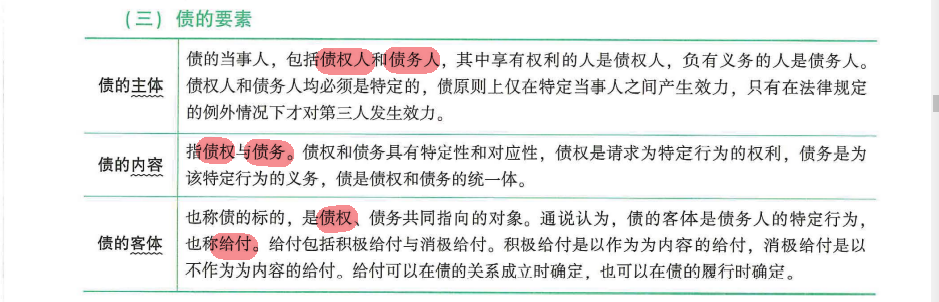 (三) 债的要素
债的主体
债的当事人，包括债权人和债务人，其中享有权利的人是债权人，负有义务的人是债务人。
债权人和债务人均必须是特定的，债原则上仅在特定当事人之间产生效力，只有在法律规定
的例外情况下才对第三人发生效力。
债的内容
指债权与债务。债权和债务具有特定性和对应性，债权是请求为特定行为的权利，债务是为
该特定行为的义务，债是债权和债务的统一体。
债的客体
也称债的标的，是债权、债务共同指向的对象。通说认为，债的客体是债务人的特定行为，
也称给付。给付包括积极给付与消极给付。积极给付是以作为为内容的给付，消极给付是以
不作为为内容的给付。给付可以在债的关系成立时确定，也可以在债的履行时确定。